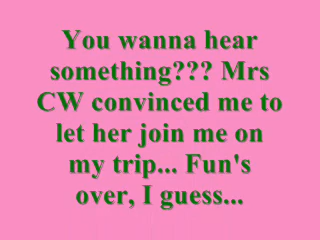 You wanna hear
something??? Mrs
CW convinced me to
let her join me on
my trip... Fun's
over, I guess...